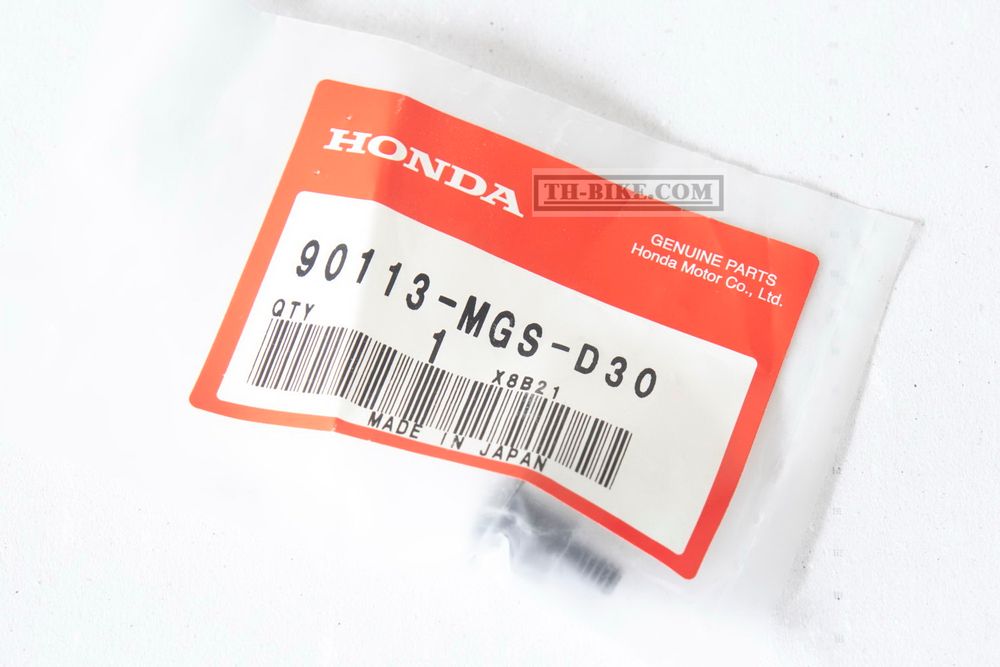 HONDA
TH-BIKE.COM
GENUINE PARTS
Honda Motor Co., Ltd.
90113-MGS-D30
QTY 1
X8B21
MADE IN JAPAN